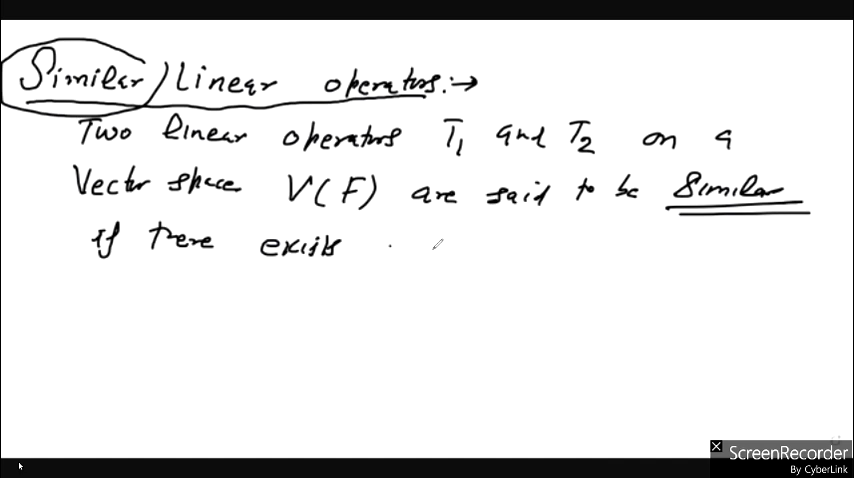 Similar Linear operators:→
Two linear operators T₁ and T₂ on a
Vector space V(F) are said to be Similar
if there exists
ScreenRecorder
By CyberLink